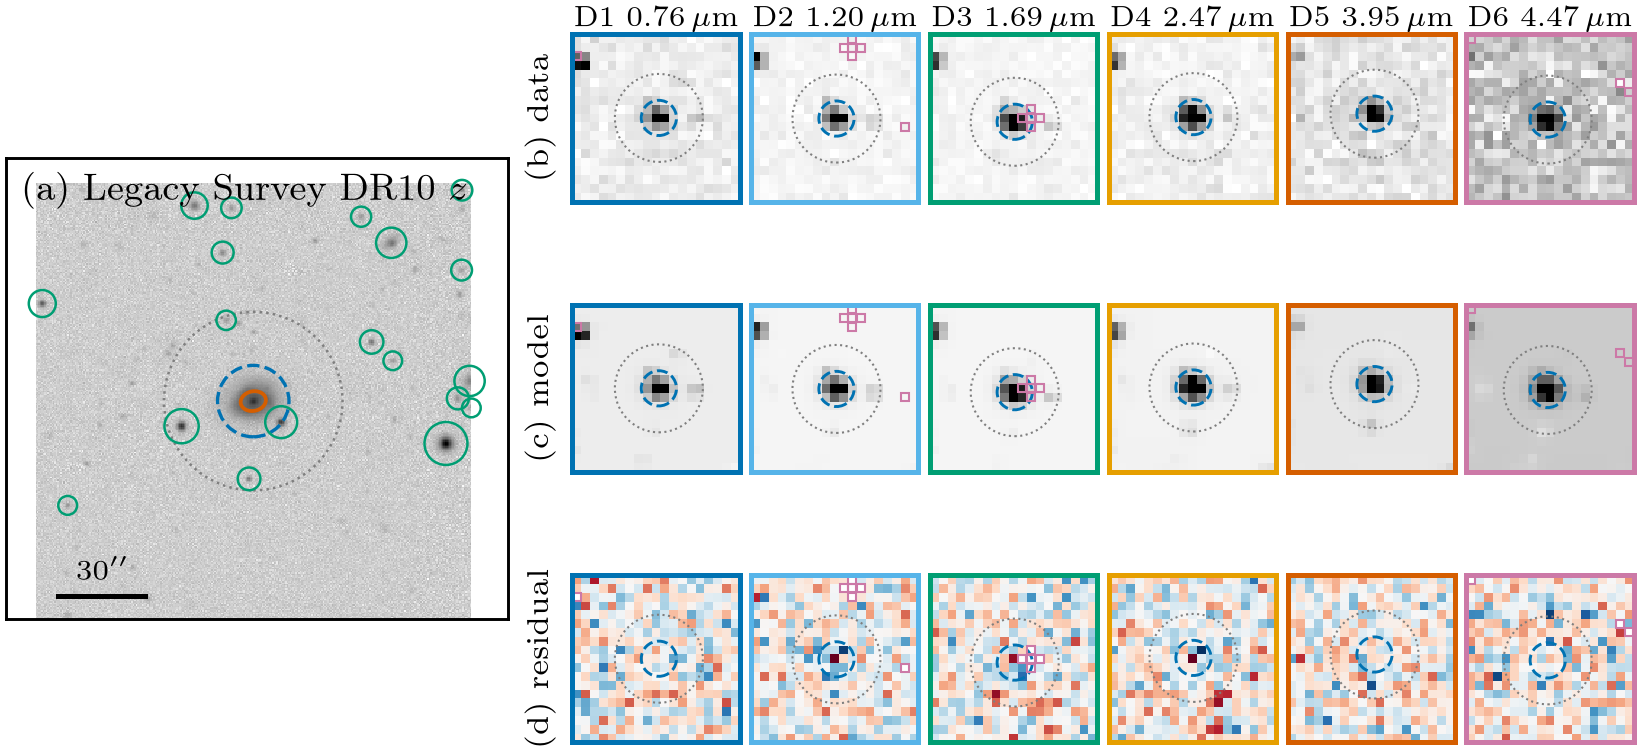 D1 0.76 μm D2 1.20 μm D3 1.69 μm D4 2.47 μm D5 3.95 μm D6 4.47 μm
(b) data
(a) Legacy Survey DR10 z
(c) model
30′′
(d) residual